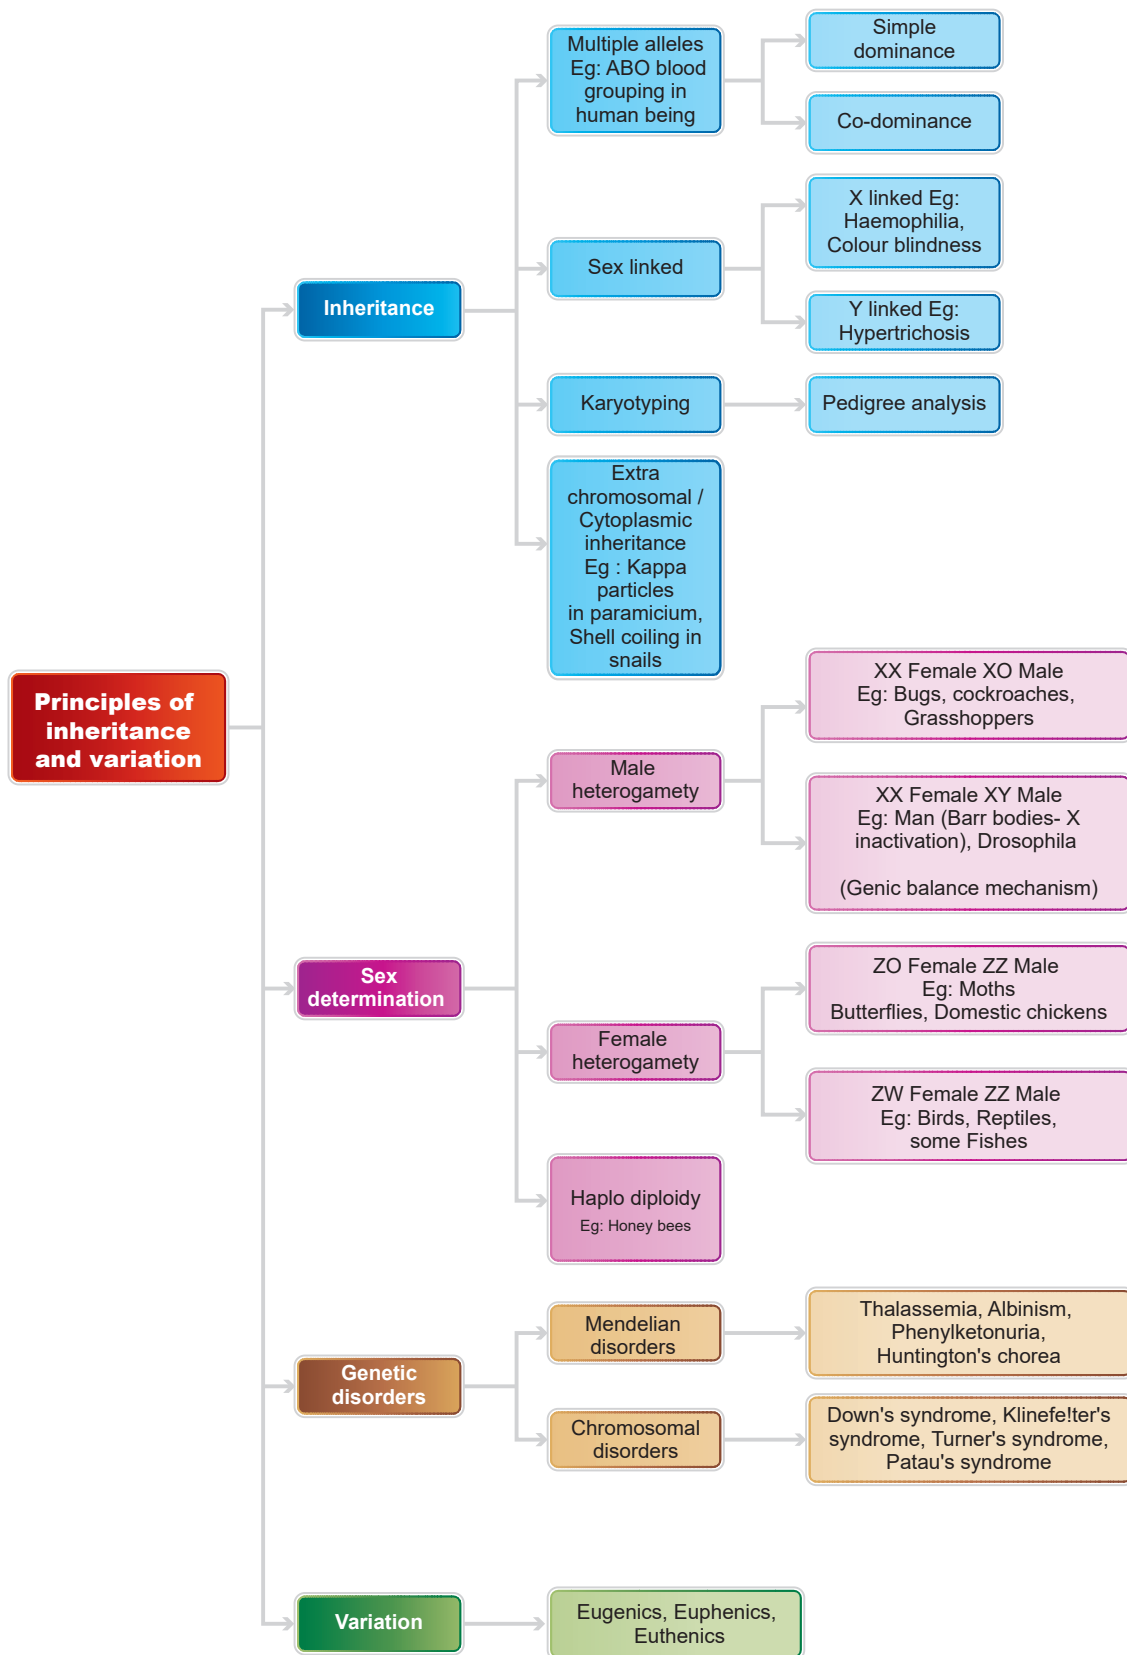 Principles of
inheritance
and variation
Inheritance
Multiple alleles
Eg: ABO blood
grouping in
human being
Simple
dominance
Co-dominance
Sex linked
X linked Eg:
Haemophilia,
Colour blindness
Y linked Eg:
Hypertrichosis
Karyotyping
Pedigree analysis
Extra
chromosomal /
Cytoplasmic
inheritance
Eg : Kappa
particles
in paramicium,
Shell coiling in
snails
Sex
determination
Male
heterogamety
XX Female XO Male
Eg: Bugs, cockroaches,
Grasshoppers
XX Female XY Male
Eg: Man (Barr bodies- X
inactivation), Drosophila
(Genic balance mechanism)
Female
heterogamety
ZO Female ZZ Male
Eg: Moths
Butterflies, Domestic chickens
ZW Female ZZ Male
Eg: Birds, Reptiles,
some Fishes
Haplo diploidy
Eg: Honey bees
Genetic
disorders
Mendelian
disorders
Thalassemia, Albinism,
Phenylketonuria,
Huntington's chorea
Chromosomal
disorders
Down's syndrome, Klinefe!ter's
syndrome, Turner's syndrome,
Patau's syndrome
Variation
Eugenics, Euphenics,
Euthenics